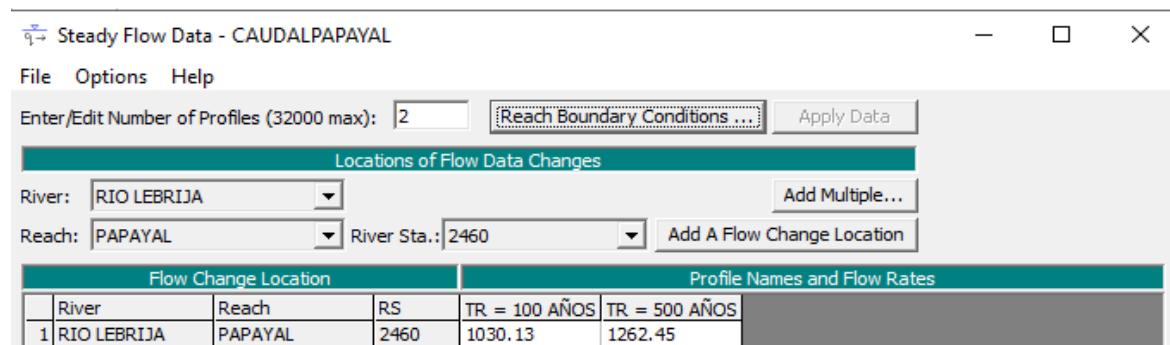 Steady Flow Data - CAUDALPAPAYAL
File Options Help
Enter/Edit Number of Profiles (32000 max): 2 Reach Boundary Conditions ... Apply Data
Locations of Flow Data Changes
River: RIO LEBRIJA Add Multiple...
Reach: PAPAYAL River Sta.: 2460 Add A Flow Change Location
Flow Change Location Profile Names and Flow Rates
River Reach RS TR = 100 AÑOS TR = 500 AÑOS
1 RIO LEBRIJA PAPAYAL 2460 1030.13 1262.45